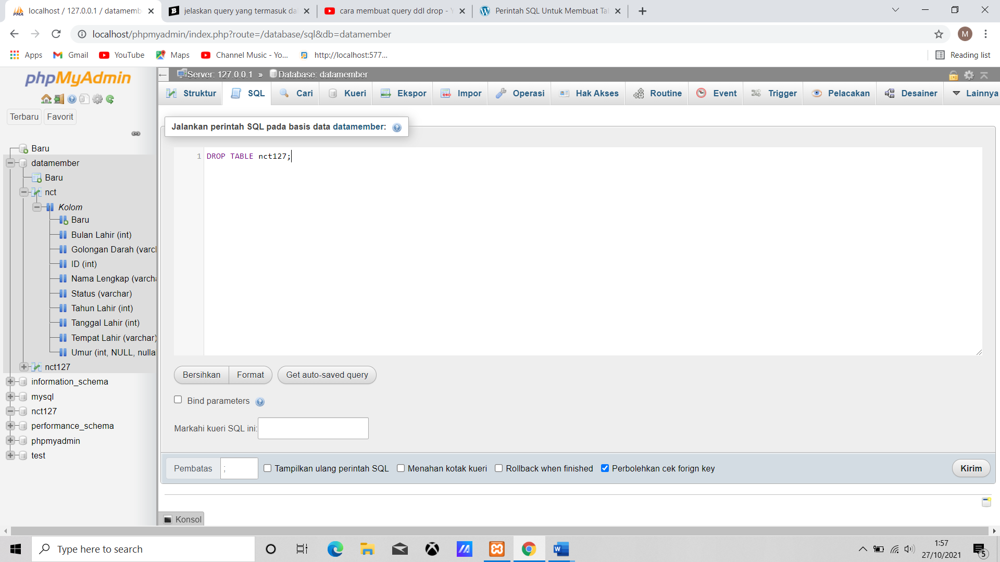 localhost / 127.0.0.1 / datamemb
jelaskan query yang termasuk da
cara membuat query ddl drop - Y
Perintah SQL Untuk Membuat Ta
localhost/phpmyadmin/index.php?route=/database/sql&db=datamember
M
Apps
Gmail
YouTube
Maps
Channel Music - Yo...
http://localhost:577...
Reading list
phpMyAdmin
Terbaru
Favorit
Baru
datamember
Baru
nct
Kolom
Baru
Bulan Lahir (int)
Golongan Darah (varcl
ID (int)
Nama Lengkap (varcha
Status (varchar)
Tahun Lahir (int)
Tanggal Lahir (int)
Tempat Lahir (varchar)
Umur (int, NULL, nulla
nct127
information_schema
mysql
nct127
performance_schema
phpmyadmin
test
Server: 127.0.0.1 » Database: datamember
Struktur
SQL
Cari
Kueri
Ekspor
Impor
Operasi
Hak Akses
Routine
Event
Trigger
Pelacakan
Desainer
Lainnya
Jalankan perintah SQL pada basis data datamember:
1 DROP TABLE nct127;
Bersihkan
Format
Get auto-saved query
Bind parameters
Markahi kueri SQL ini:
Pembatas ;
Tampilkan ulang perintah SQL
Menahan kotak kueri
Rollback when finished
Perbolehkan cek forign key
Kirim
Konsol
Type here to search
1:57
27/10/2021
5